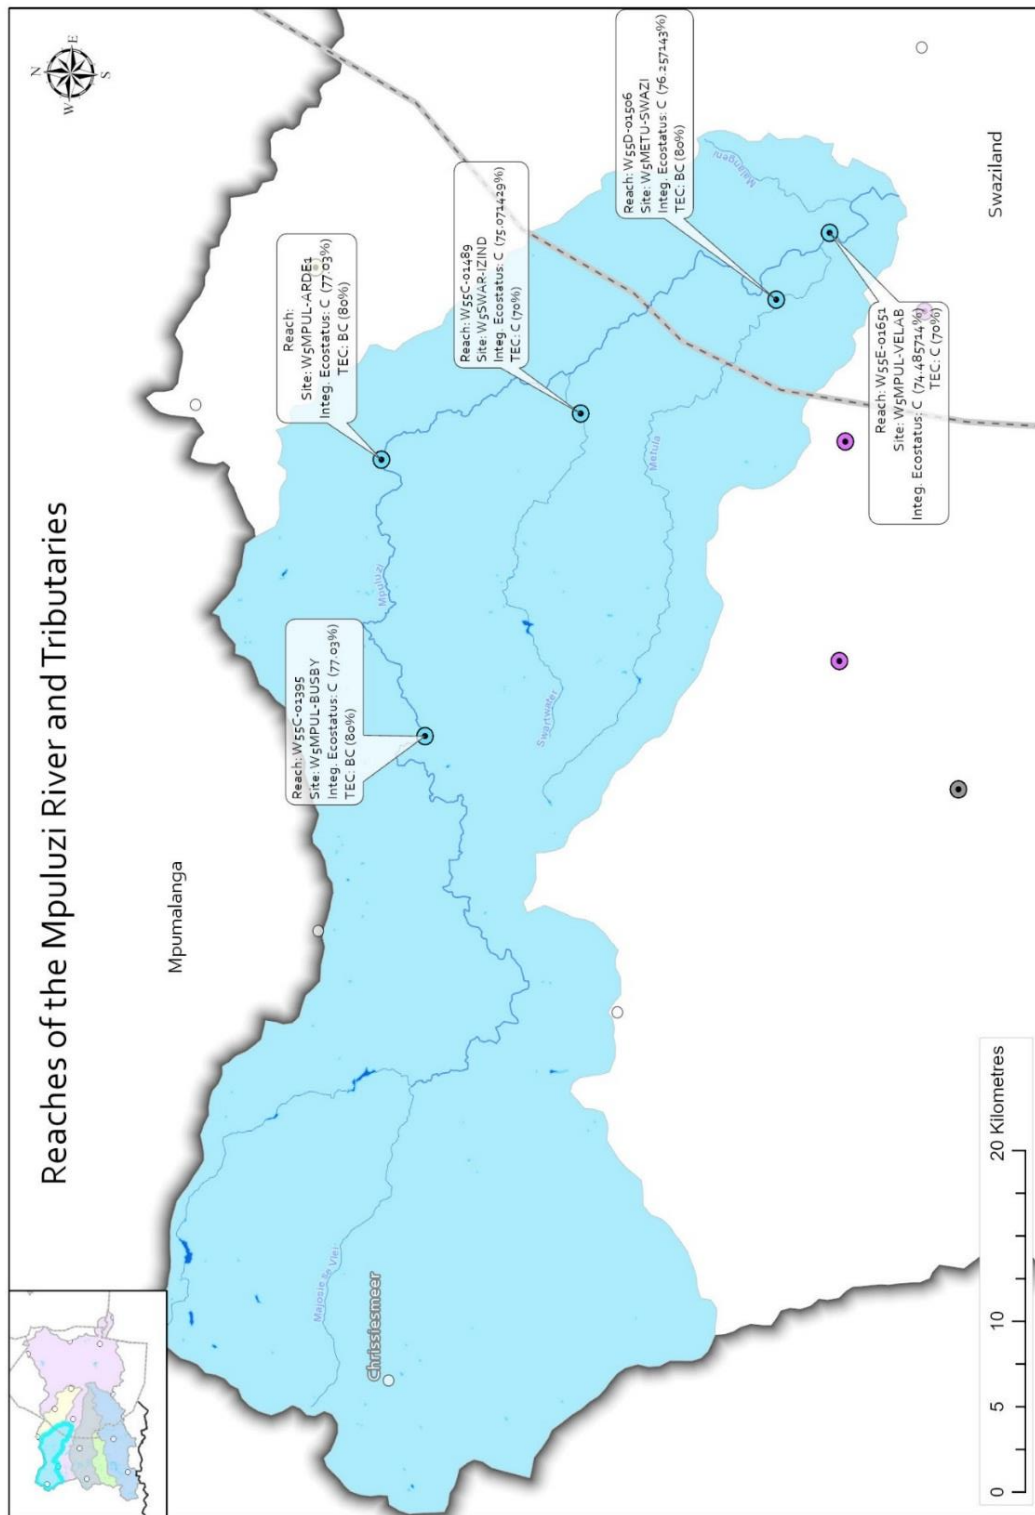 Reaches of the Mpuluzi River and Tributaries
N
E
S
W
Mpumalanga
Reach:
Site: W5MPUL-ARDE1
Integ. Ecostatus: C (77.03%)
TEC: BC (80%)
Reach: W55C-01395
Site: W5MPUL-BUSBY
Integ. Ecostatus: C (77.03%)
TEC: BC (80%)
Reach: W55C-01489
Site: W5SWAR-IZIND
Integ. Ecostatus: C (75.071429%)
TEC: C (70%)
Reach: W55D-01506
Site: W5METU-SWAZI
Integ. Ecostatus: C (76.257143%)
TEC: BC (80%)
Reach: W55E-01651
Site: W5MPUL-VELAB
Integ. Ecostatus: C (74.485714%)
TEC: C (70%)
Majosie se Vlei
Chrissiesmeer
Mpuluzi
Swartwater
Metula
Swaziland
0 5 10 20 Kilometres